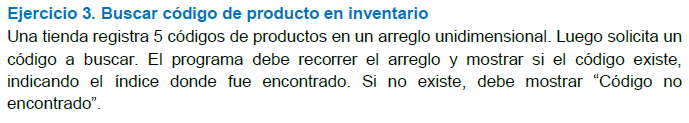 Ejercicio 3. Buscar código de producto en inventario
Una tienda registra 5 códigos de productos en un arreglo unidimensional. Luego solicita un
código a buscar. El programa debe recorrer el arreglo y mostrar si el código existe,
indicando el índice donde fue encontrado. Si no existe, debe mostrar “Código no
encontrado”.